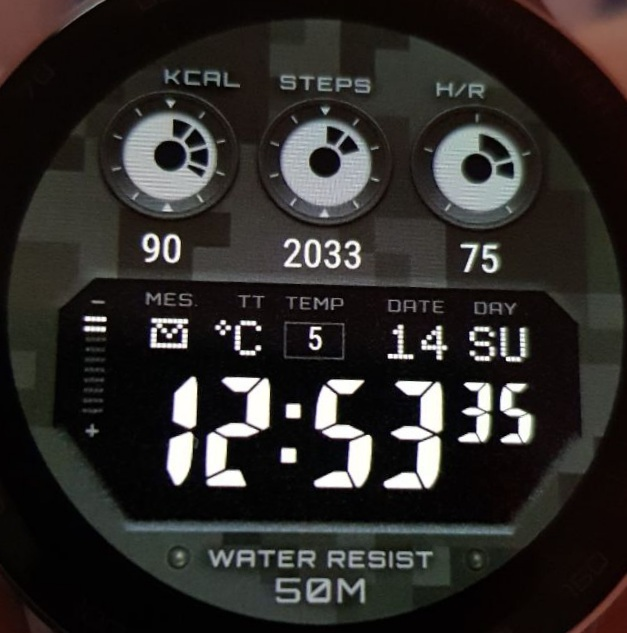 KCAL STEPS H/R
90 2033 75
MES. TT TEMP DATE DAY
°C 5 14 SU
12:53 35
WATER RESIST
50M